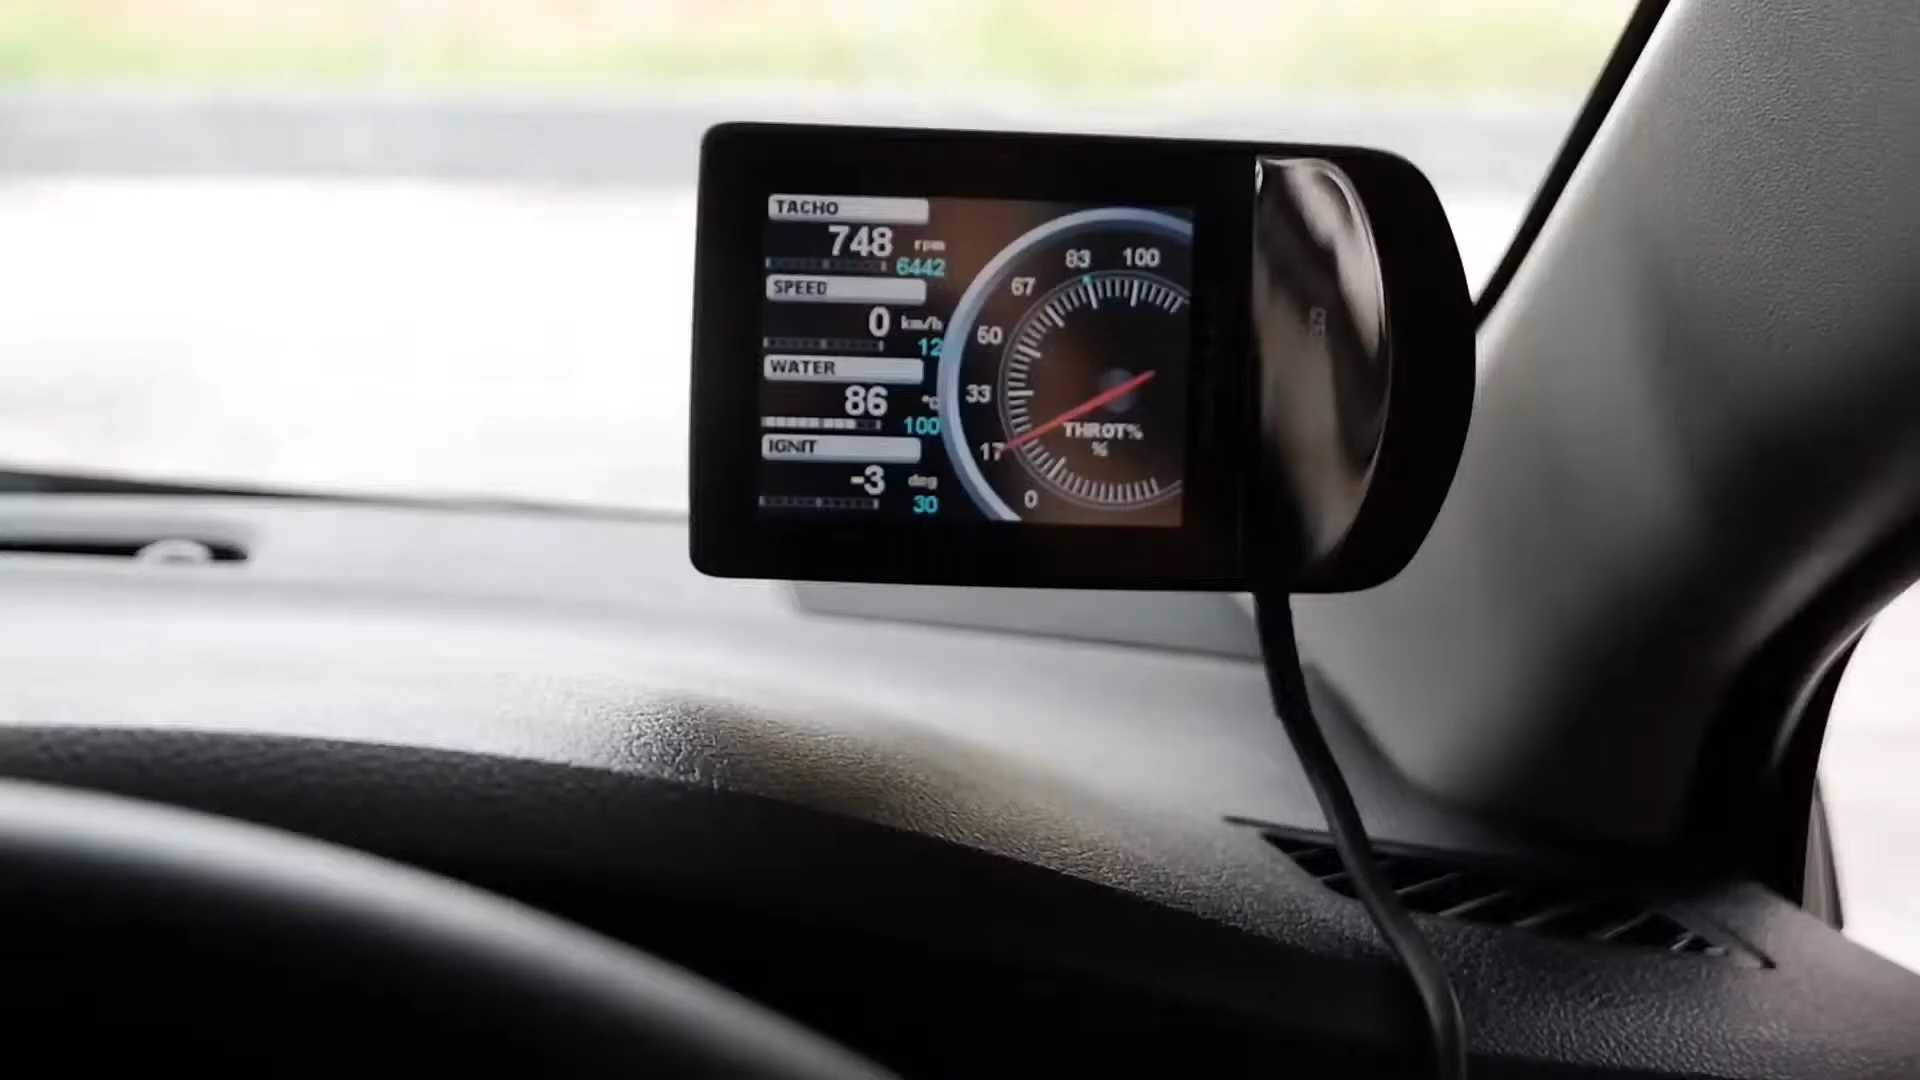 TACHO
748 rpm
6442
SPEED
0 km/h
12
WATER
86 °C
100
IGNIT
-3 deg
30
0
17
33
50
67
83
100
THROT%
%